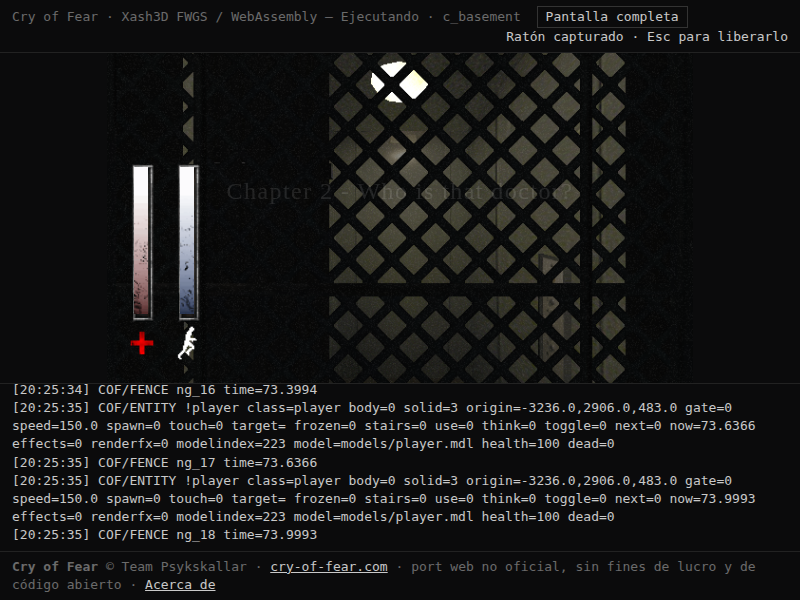 Cry of Fear · Xash3D FWGS / WebAssembly — Ejecutando · c_basement
Pantalla completa
Ratón capturado · Esc para liberarlo
Chapter 2 - Who is that doctor?
[20:25:34] COF/FENCE ng_16 time=73.3994
[20:25:35] COF/ENTITY !player class=player body=0 solid=3 origin=-3236.0,2906.0,483.0 gate=0
speed=150.0 spawn=0 touch=0 target= frozen=0 stairs=0 use=0 think=0 toggle=0 next=0 now=73.6366
effects=0 renderfx=0 modelindex=223 model=models/player.mdl health=100 dead=0
[20:25:35] COF/FENCE ng_17 time=73.6366
[20:25:35] COF/ENTITY !player class=player body=0 solid=3 origin=-3236.0,2906.0,483.0 gate=0
speed=150.0 spawn=0 touch=0 target= frozen=0 stairs=0 use=0 think=0 toggle=0 next=0 now=73.9993
effects=0 renderfx=0 modelindex=223 model=models/player.mdl health=100 dead=0
[20:25:35] COF/FENCE ng_18 time=73.9993
Cry of Fear © Team Psykskallar · cry-of-fear.com · port web no oficial, sin fines de lucro y de
código abierto · Acerca de